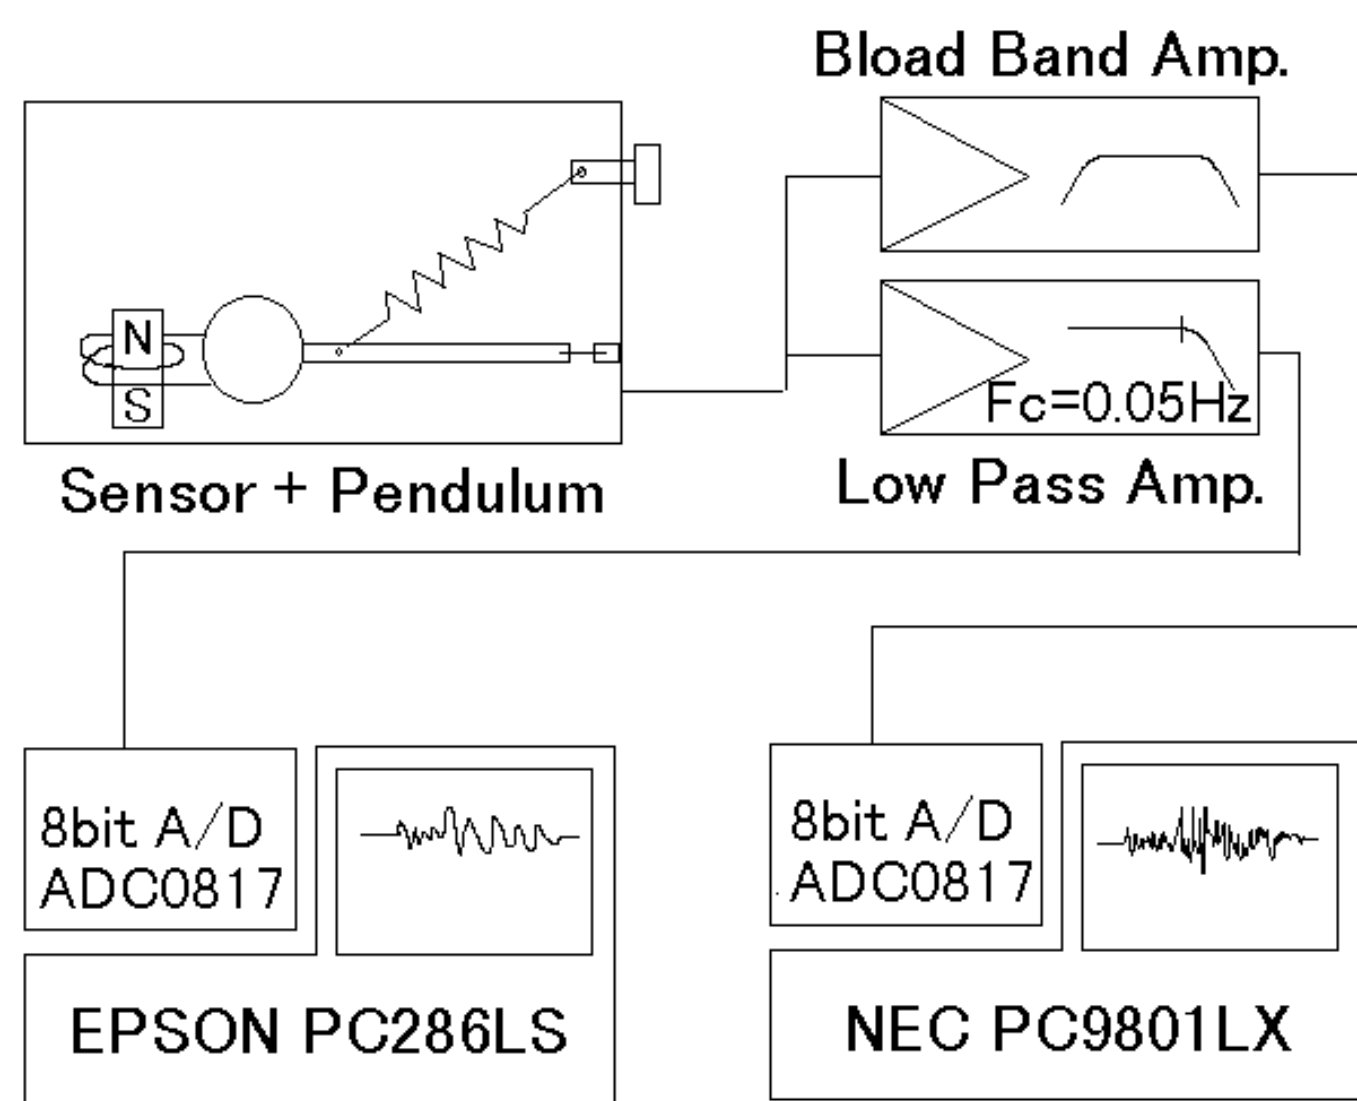 Bload Band Amp.
N
S
Fc=0.05Hz
Sensor + Pendulum
Low Pass Amp.
8bit A/D
ADC0817
8bit A/D
ADC0817
EPSON PC286LS
NEC PC9801LX